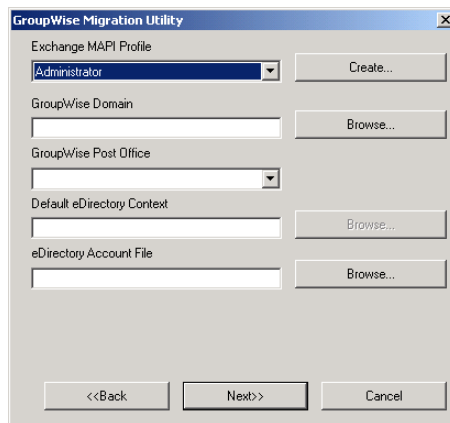 GroupWise Migration Utility
Exchange MAPI Profile
Administrator
Create...
GroupWise Domain
Browse...
GroupWise Post Office
Default eDirectory Context
Browse...
eDirectory Account File
Browse...
<<Back
Next>>
Cancel